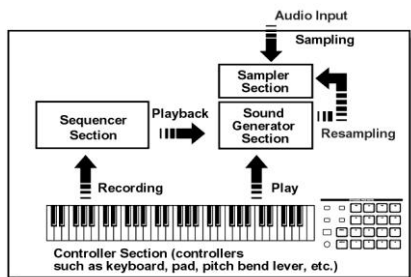 Audio Input
Sampling
Sampler
Section
Playback
Sequencer
Section
Sound
Generator
Section
Resampling
Recording
Play
Controller Section (controllers
such as keyboard, pad, pitch bend lever, etc.)